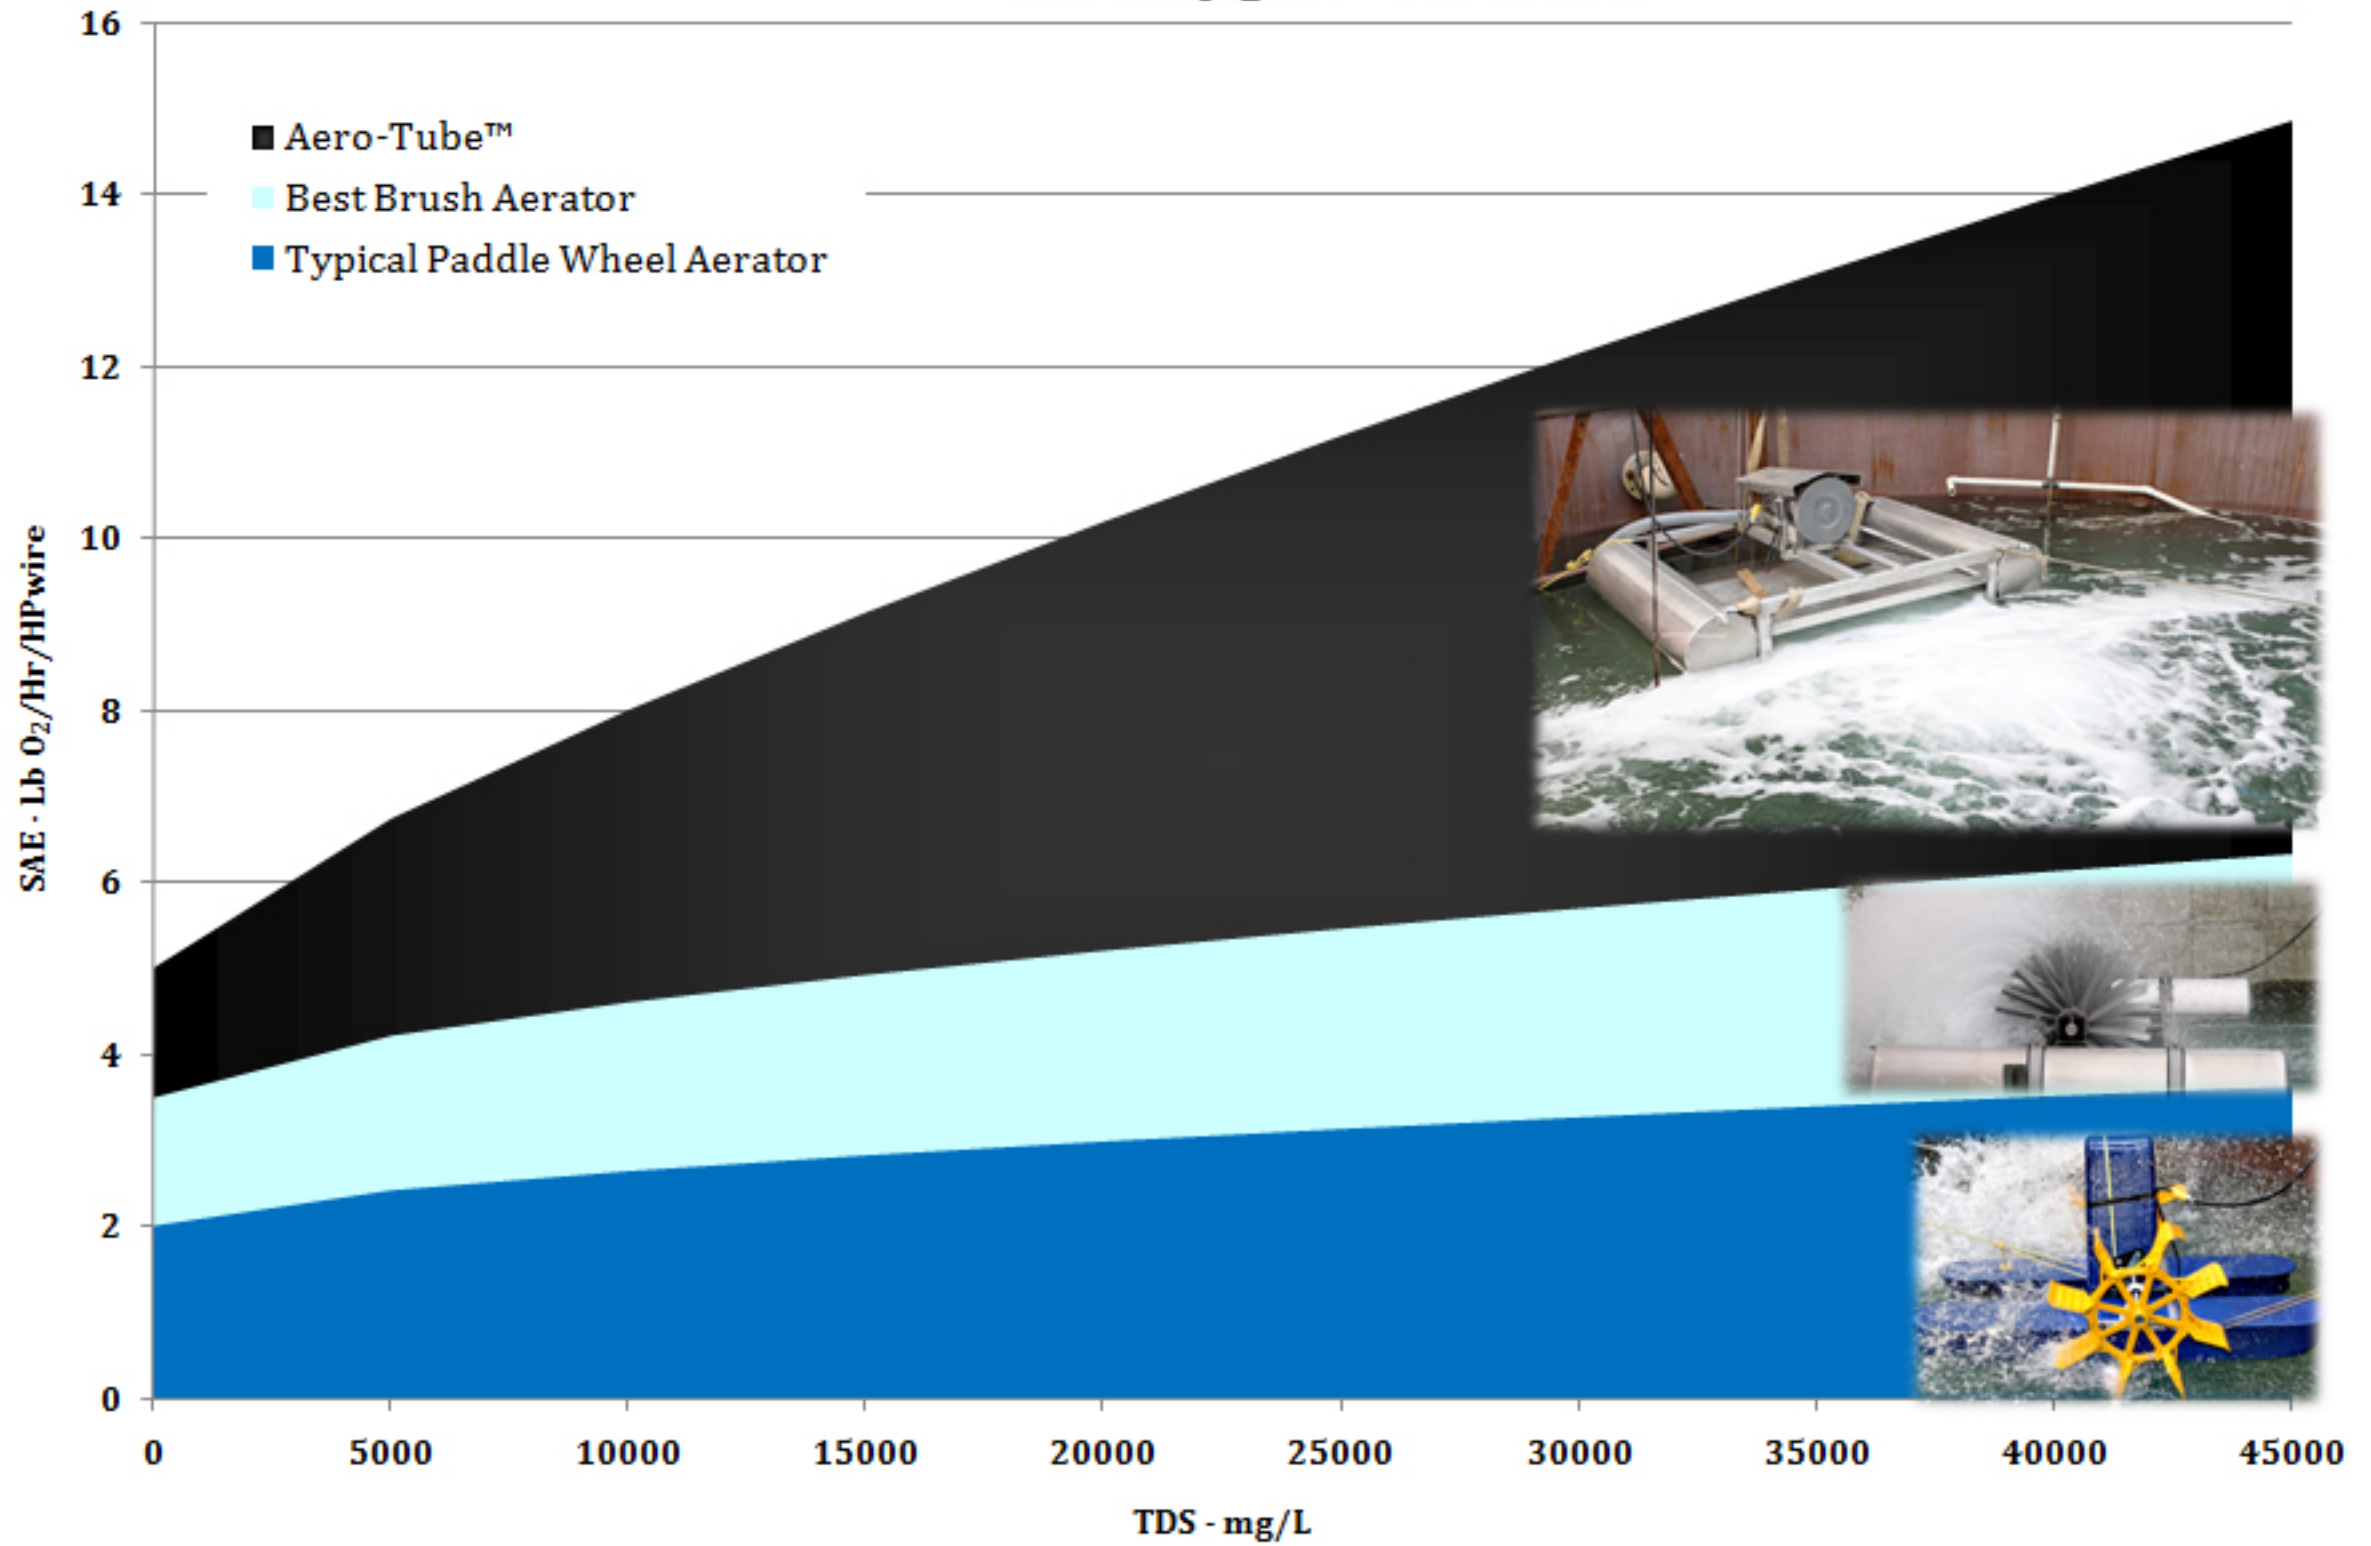 16
Aero-Tube™
14
Best Brush Aerator
Typical Paddle Wheel Aerator
12
10
8
6
4
2
0
SAE - Lb O₂/Hr/HPwire
0 5000 10000 15000 20000 25000 30000 35000 40000 45000
TDS - mg/L